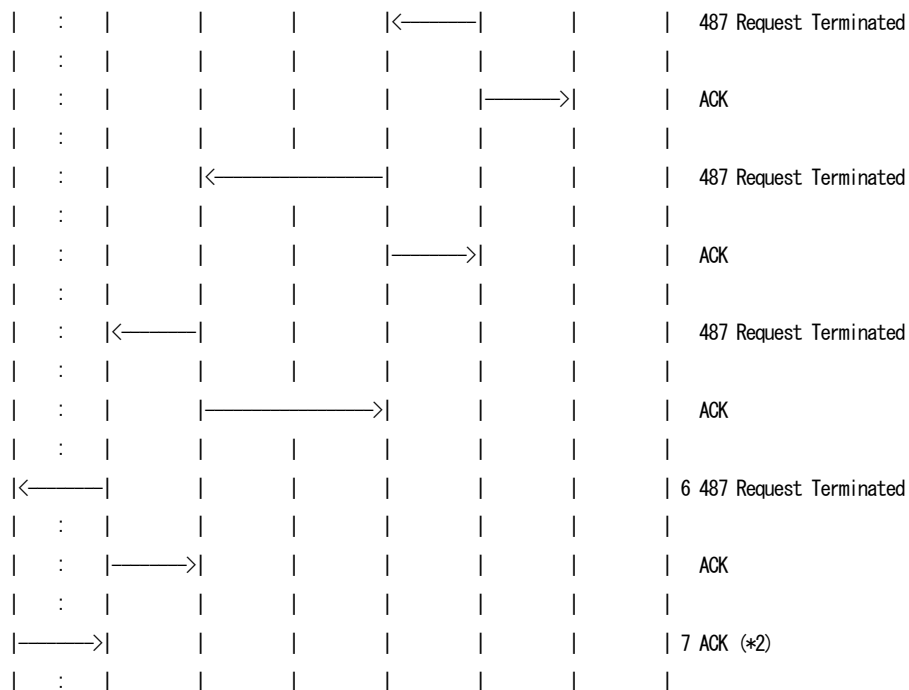 487 Request Terminated
ACK
487 Request Terminated
ACK
487 Request Terminated
ACK
6 487 Request Terminated
ACK
7 ACK (*2)